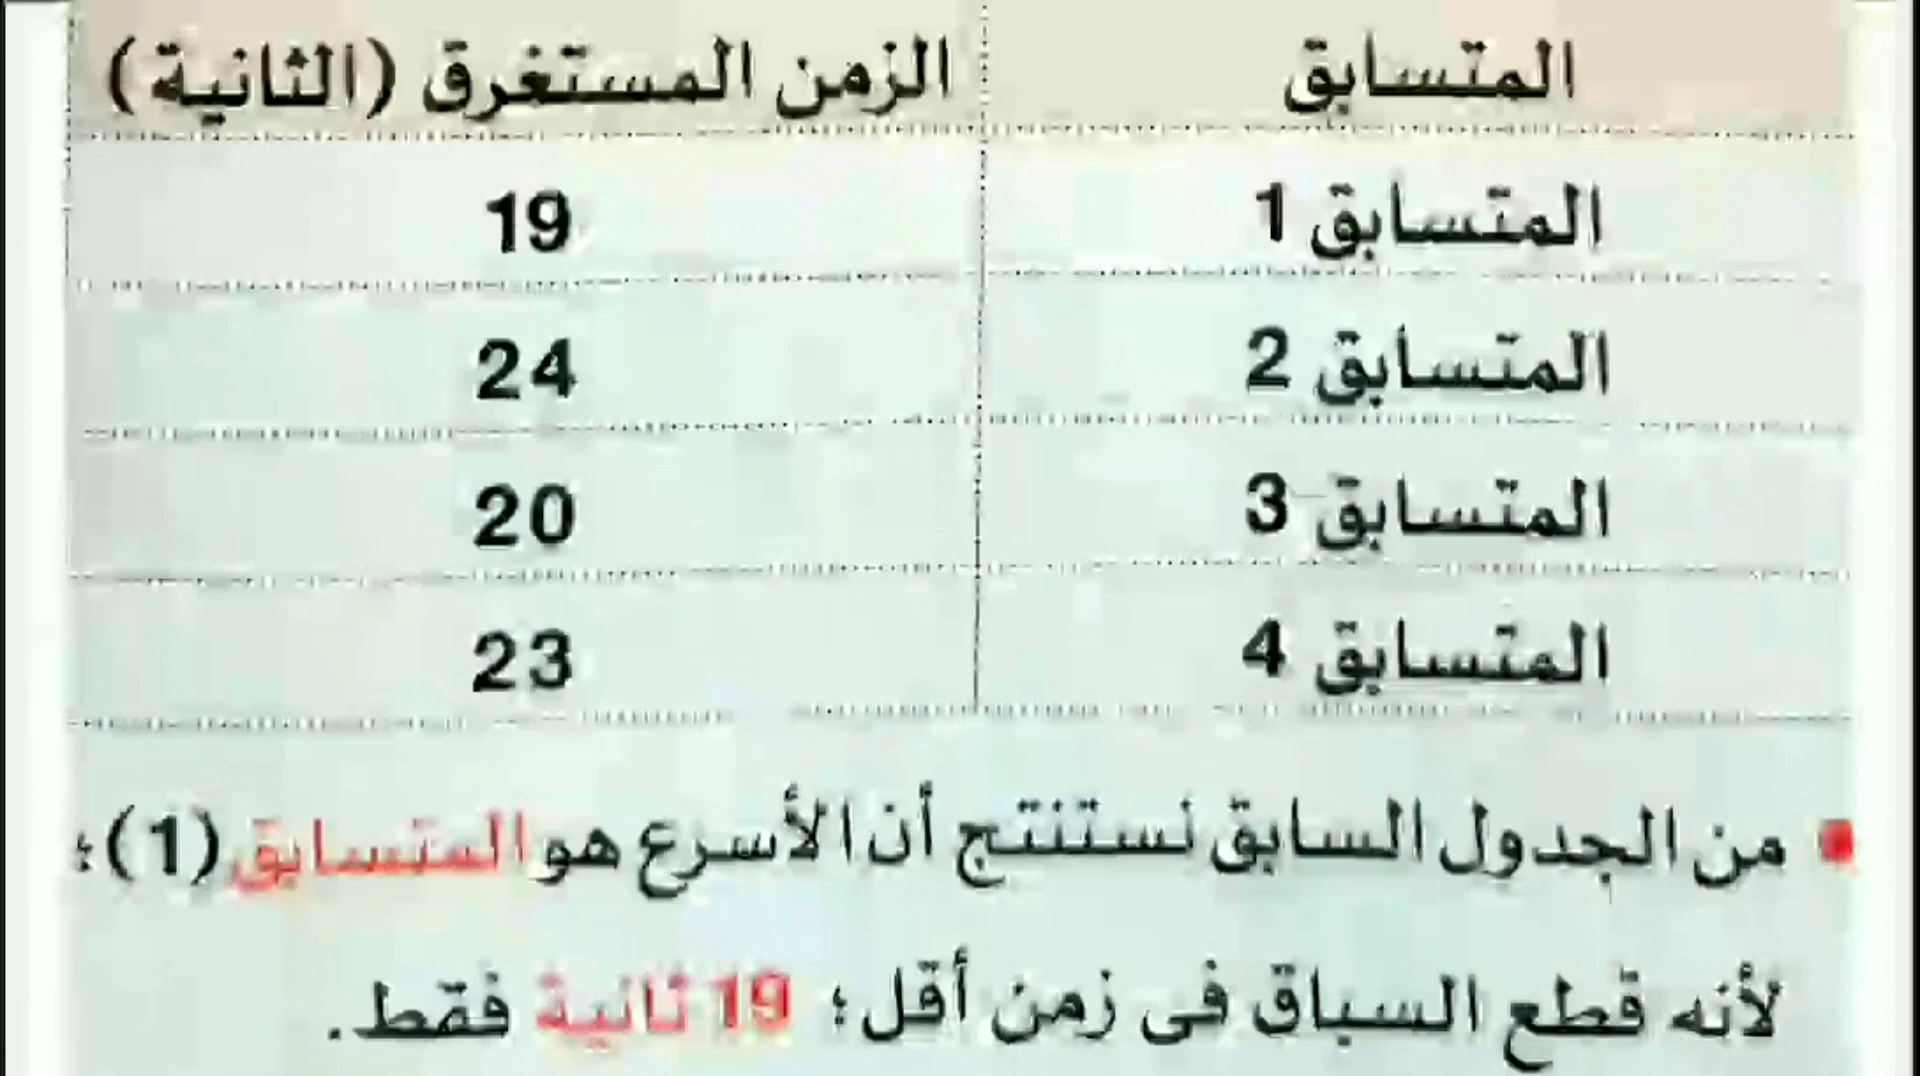 المتسابق الزمن المستغرق (الثانية)
المتسابق 1 19
المتسابق 2 24
المتسابق 3 20
المتسابق 4 23
من الجدول السابق نستنتج أن الأسرع هو المتسابق (1)؛
لأنه قطع السباق فى زمن أقل؛ 19 ثانية فقط.